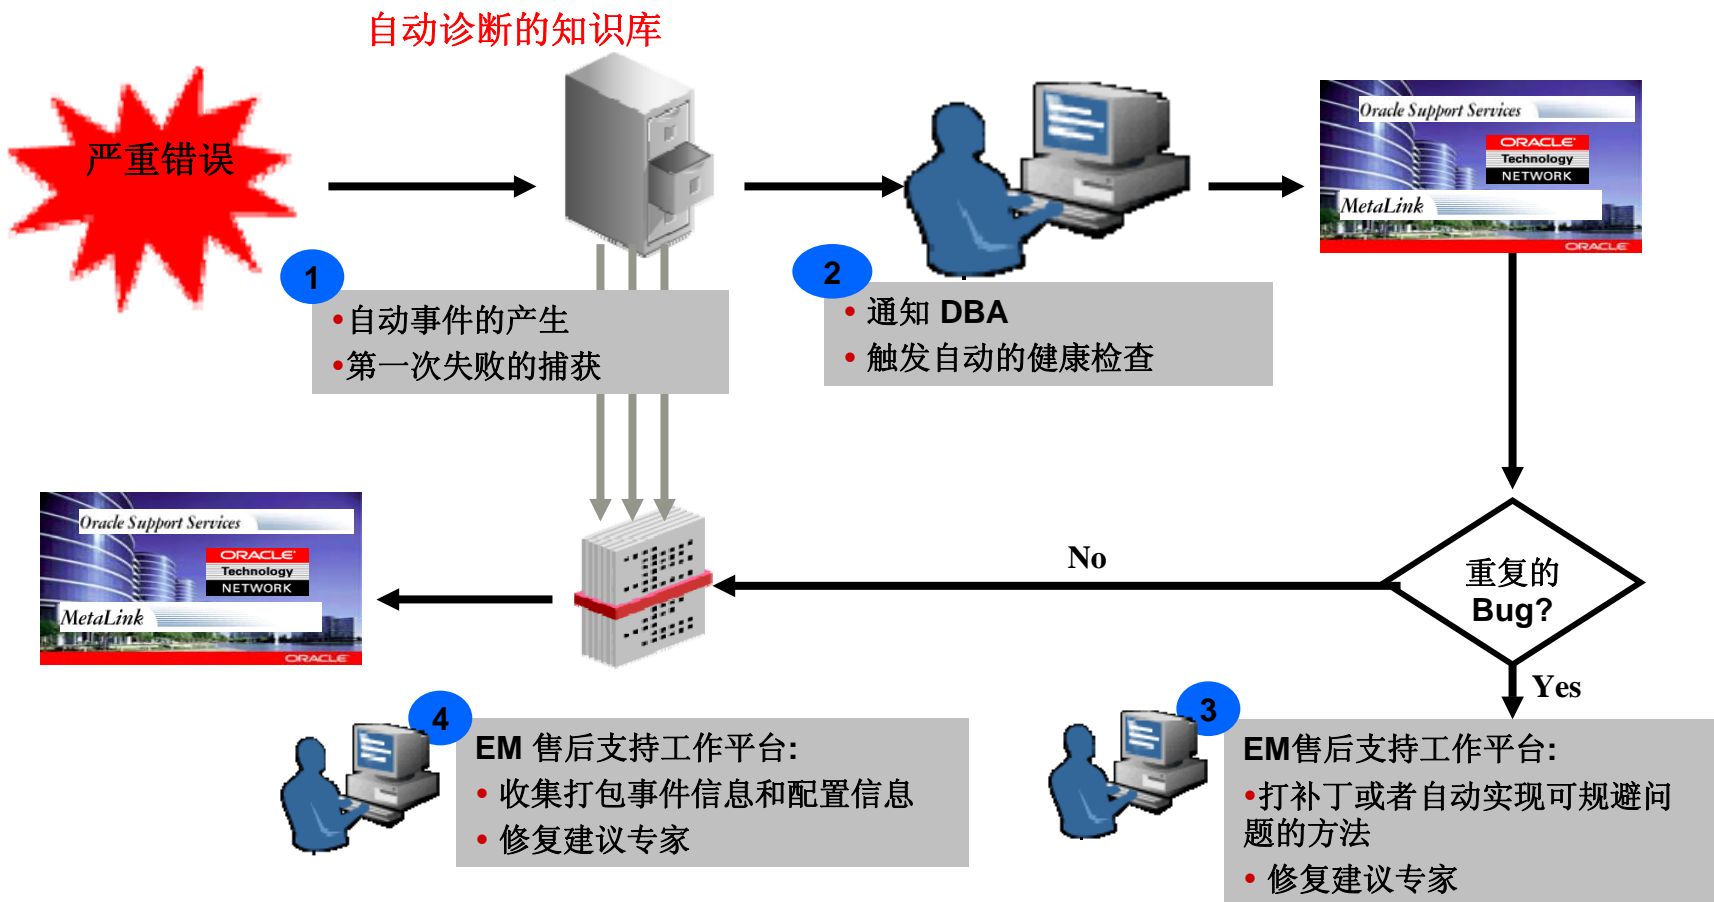 自动诊断的知识库
严重错误
Oracle Support Services
ORACLE
Technology
NETWORK
MetaLink
ORACLE
1
•自动事件的产生
•第一次失败的捕获
2
• 通知 DBA
• 触发自动的健康检查
Oracle Support Services
ORACLE
Technology
NETWORK
MetaLink
ORACLE
No
重复的
Bug?
Yes
4
EM 售后支持工作平台:
• 收集打包事件信息和配置信息
• 修复建议专家
3
EM售后支持工作平台:
•打补丁或者自动实现可规避问
题的方法
• 修复建议专家